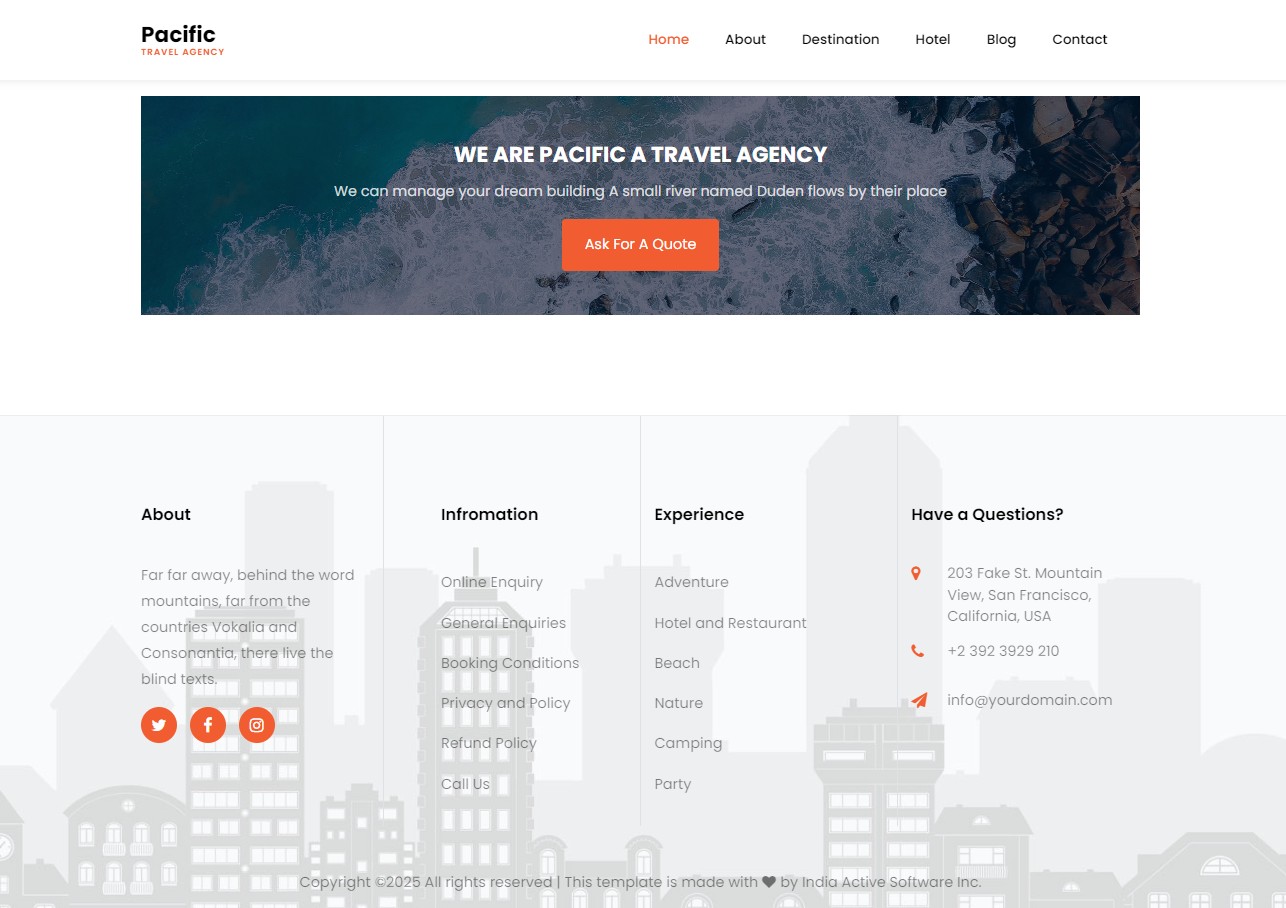 Pacific
TRAVEL AGENCY
Home
About
Destination
Hotel
Blog
Contact
WE ARE PACIFIC A TRAVEL AGENCY
We can manage your dream building A small river named Duden flows by their place
Ask For A Quote
About
Far far away, behind the word
mountains, far from the
countries Vokalia and
Consonantia, there live the
blind texts.
Infromation
Online Enquiry
General Enquiries
Booking Conditions
Privacy and Policy
Refund Policy
Call Us
Experience
Adventure
Hotel and Restaurant
Beach
Nature
Camping
Party
Have a Questions?
203 Fake St. Mountain
View, San Francisco,
California, USA
+2 392 3929 210
info@yourdomain.com
Copyright ©2025 All rights reserved | This template is made with ♥ by India Active Software Inc.